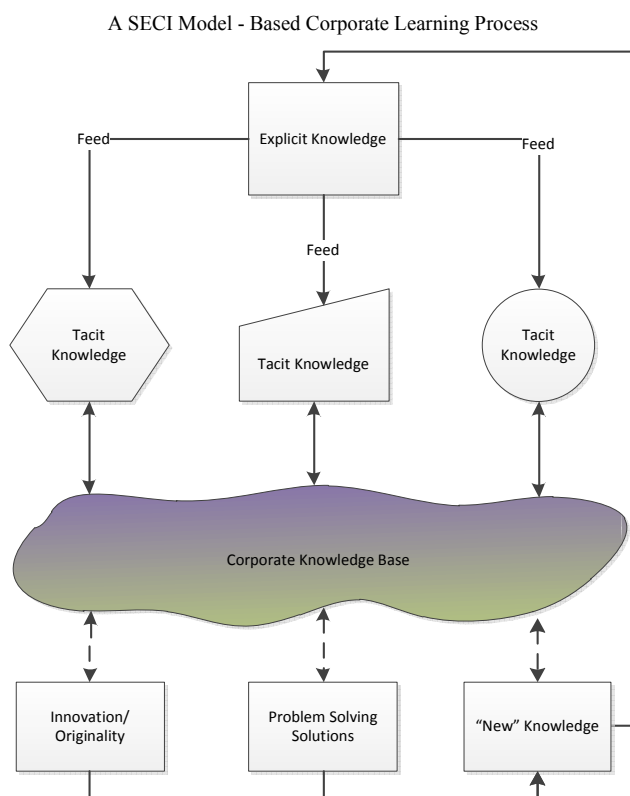 A SECI Model - Based Corporate Learning Process
Explicit Knowledge
Feed
Feed
Feed
Tacit
Knowledge
Tacit Knowledge
Tacit
Knowledge
Corporate Knowledge Base
Innovation/
Originality
Problem Solving
Solutions
“New” Knowledge